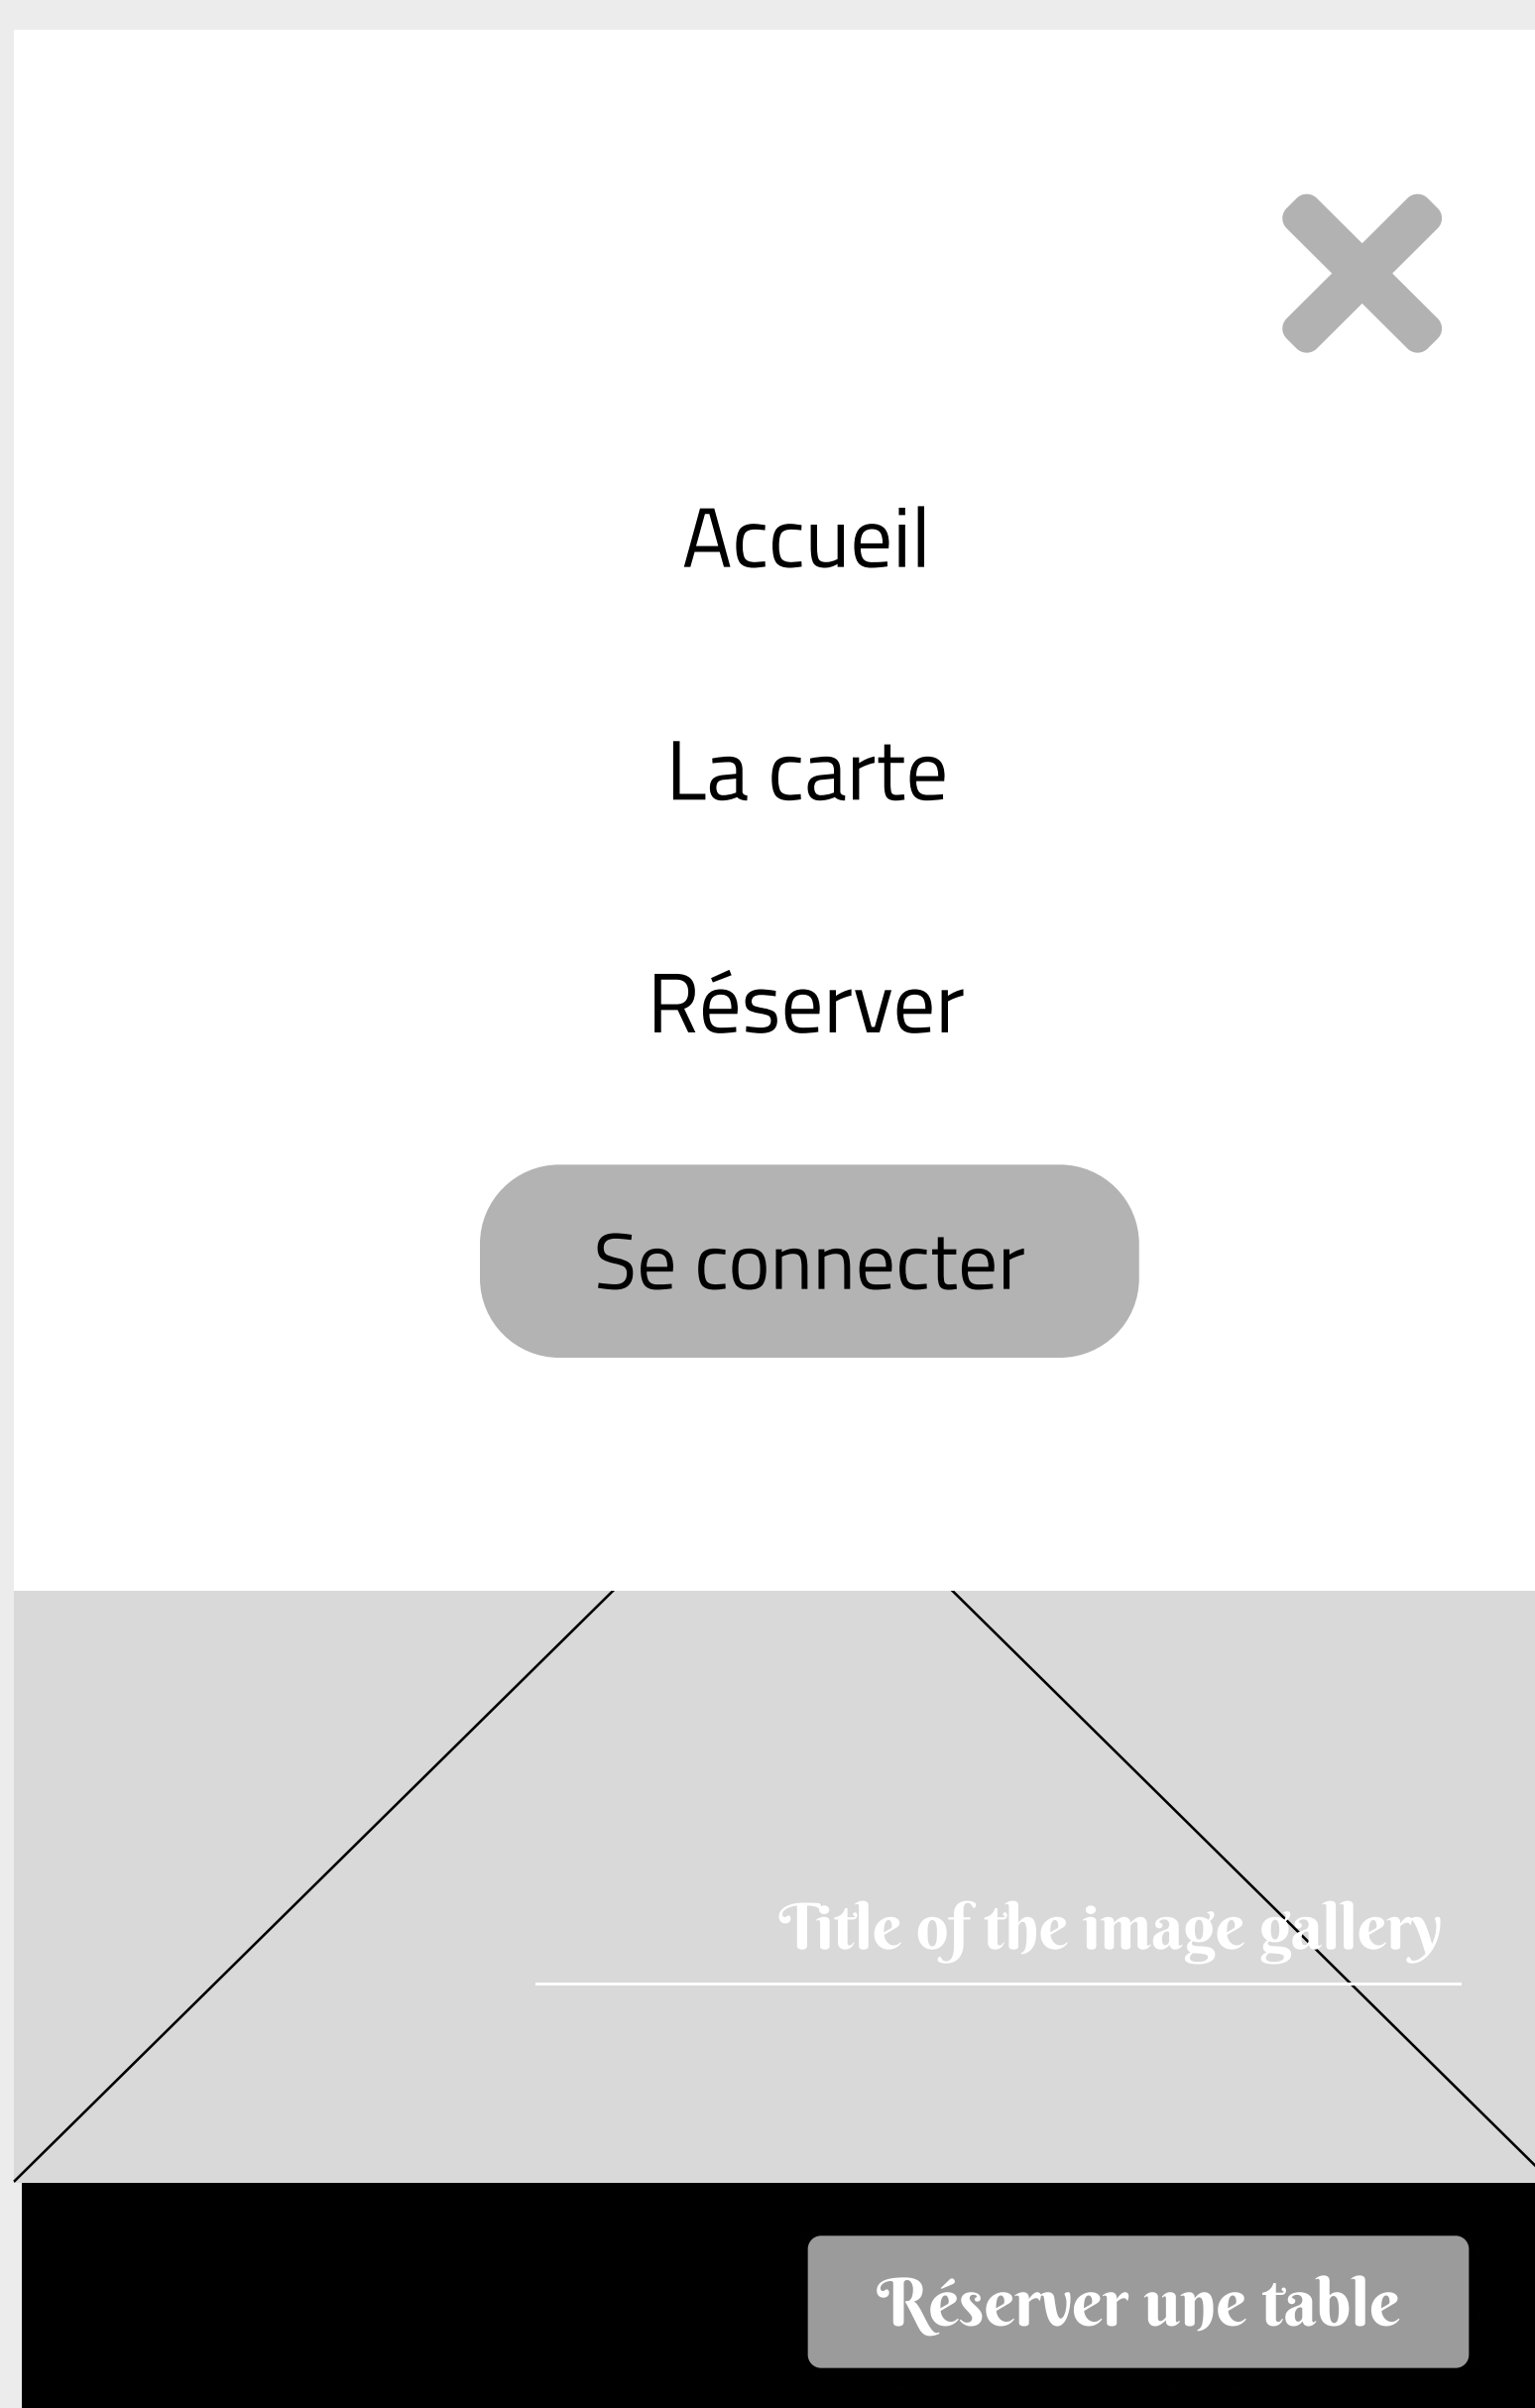 Accueil
La carte
Réserver
Se connecter
Title of the image gallery
Réserver une table